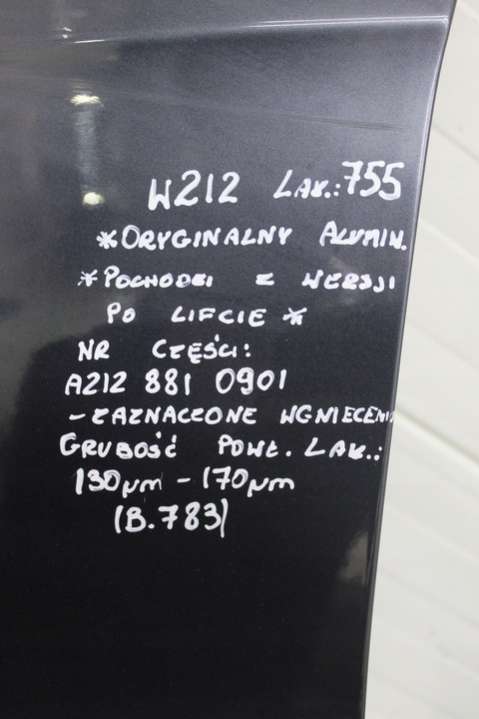 W212 LAK.: 755
*ORYGINALNY ALUMIN.
*POCHODZI Z WERSJI
PO LIFCIE *
NR CZĘŚCI:
A212 881 0901
-ZAZNACZONE WGNIECENI
GRUBOŚĆ POWŁ. LAK.:
130µm - 170µm
(B.783)